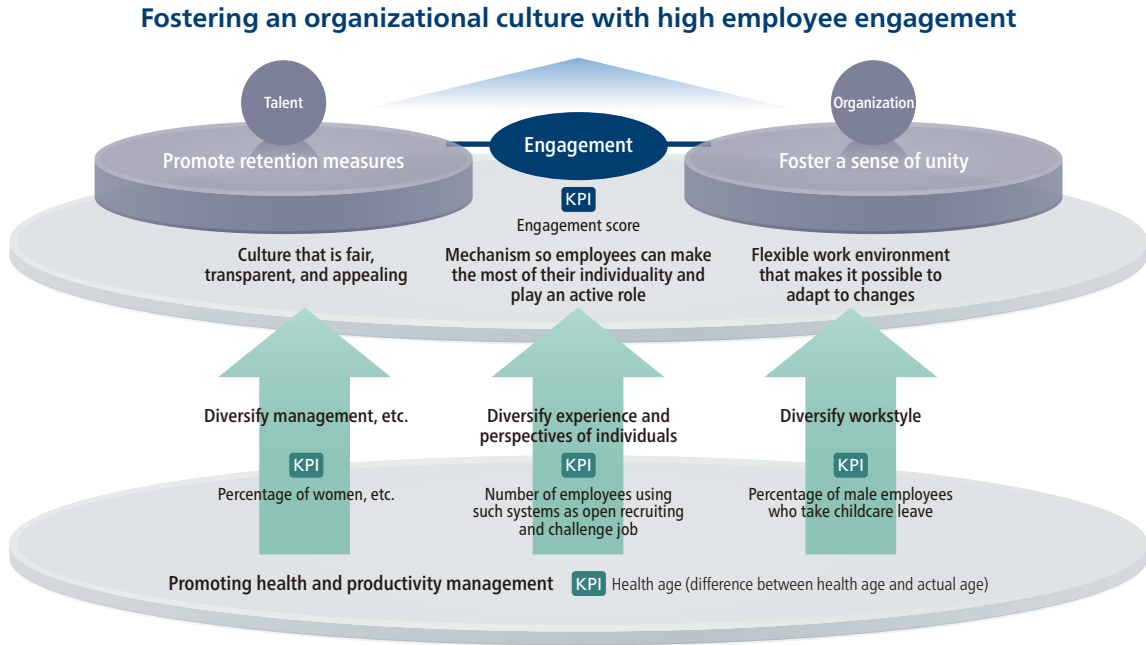 Fostering an organizational culture with high employee engagement
Talent
Organization
Promote retention measures
Engagement
Foster a sense of unity
KPI
Engagement score
Culture that is fair,
transparent, and appealing
Mechanism so employees can make
the most of their individuality and
play an active role
Flexible work environment
that makes it possible to
adapt to changes
Diversify management, etc.
KPI
Percentage of women, etc.
Diversify experience and
perspectives of individuals
KPI
Number of employees using
such systems as open recruiting
and challenge job
Diversify workstyle
KPI
Percentage of male employees
who take childcare leave
Promoting health and productivity management KPI Health age (difference between health age and actual age)